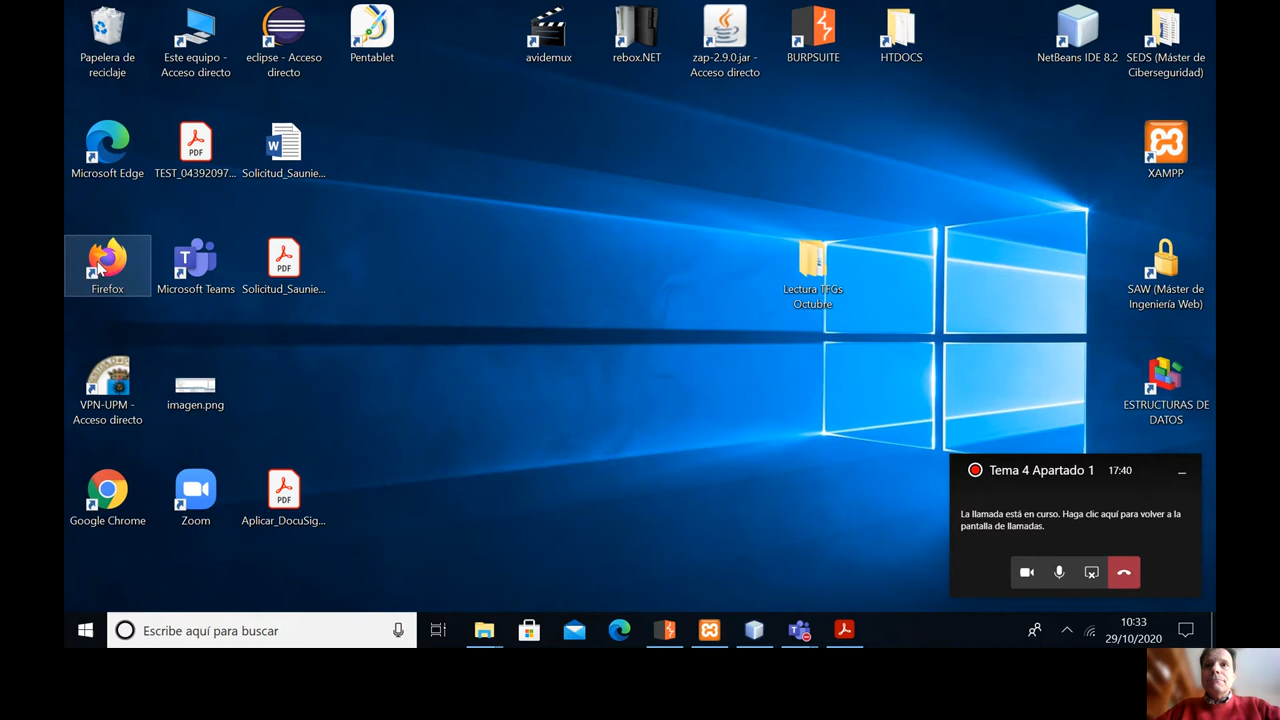 Papelera de
reciclaje
Este equipo -
Acceso directo
eclipse - Acceso
directo
Pentablet
avidemux
rebox.NET
zap-2.9.0.jar -
Acceso directo
BURPSUITE
HTDOCS
NetBeans IDE 8.2
SEDS (Máster de
Ciberseguridad)
Microsoft Edge
PDF
TEST_04392097...
W
Solicitud_Saunie...
XAMPP
Firefox
T
Microsoft Teams
PDF
Solicitud_Saunie...
Lectura TFGs
Octubre
SAW (Máster de
Ingeniería Web)
VPN-UPM -
Acceso directo
imagen.png
ESTRUCTURAS DE
DATOS
Google Chrome
Zoom
PDF
Aplicar_DocuSig...
Tema 4 Apartado 1
17:40
La llamada está en curso. Haga clic aquí para volver a la
pantalla de llamadas.
Escribe aquí para buscar
10:33
29/10/2020